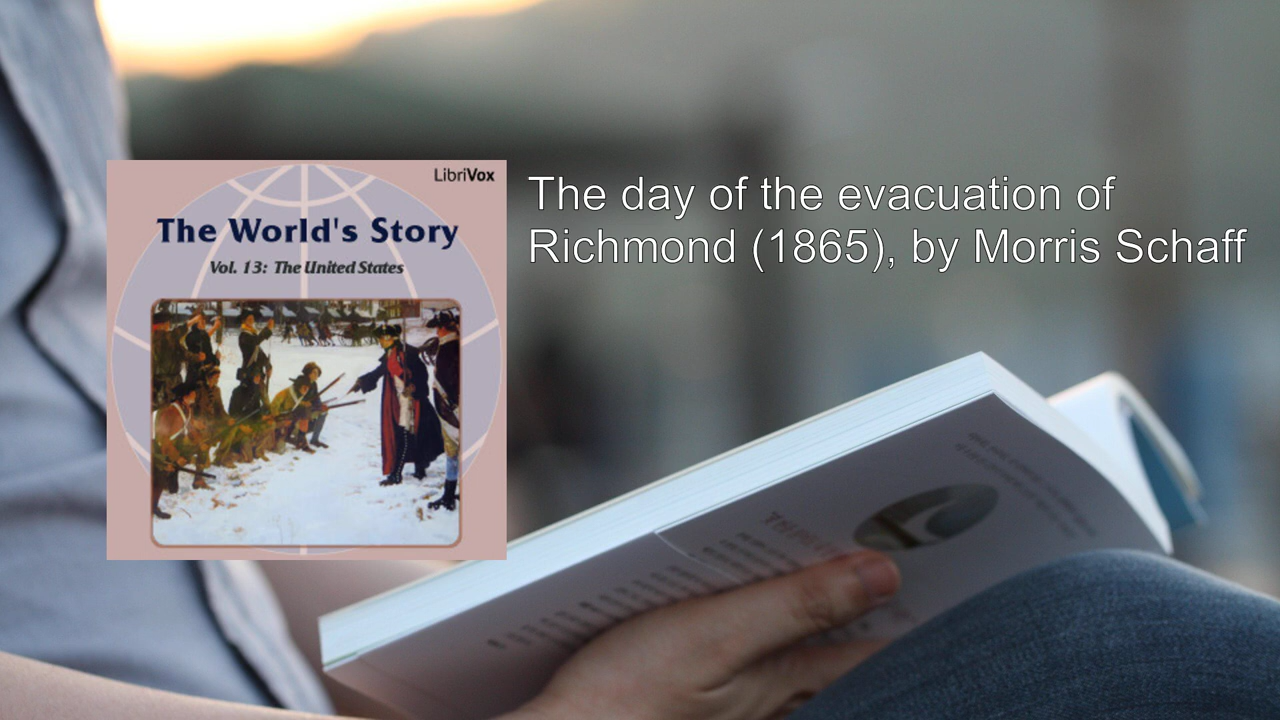 LibriVox
The World's Story
Vol. 13: The United States
The day of the evacuation of
Richmond (1865), by Morris Schaff